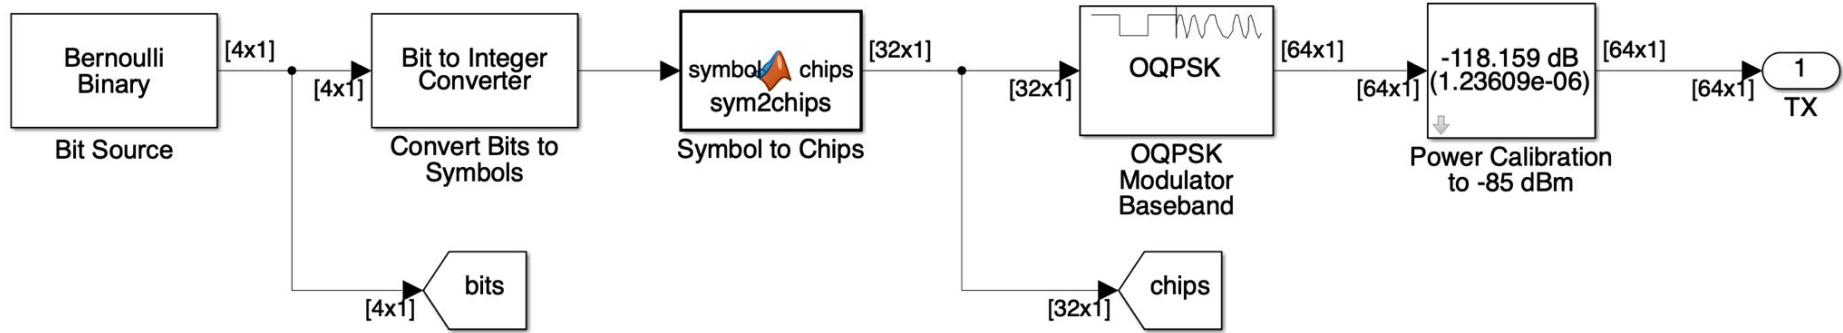 Bernoulli
Binary
Bit Source
[4x1]
[4x1]
Bit to Integer
Converter
Convert Bits to
Symbols
symbol chips
sym2chips
Symbol to Chips
[32x1]
[32x1]
OQPSK
OQPSK
Modulator
Baseband
[64x1]
[64x1]
-118.159 dB
(1.23609e-06)
Power Calibration
to -85 dBm
[64x1]
[64x1]
1
TX
[4x1]
bits
[32x1]
chips